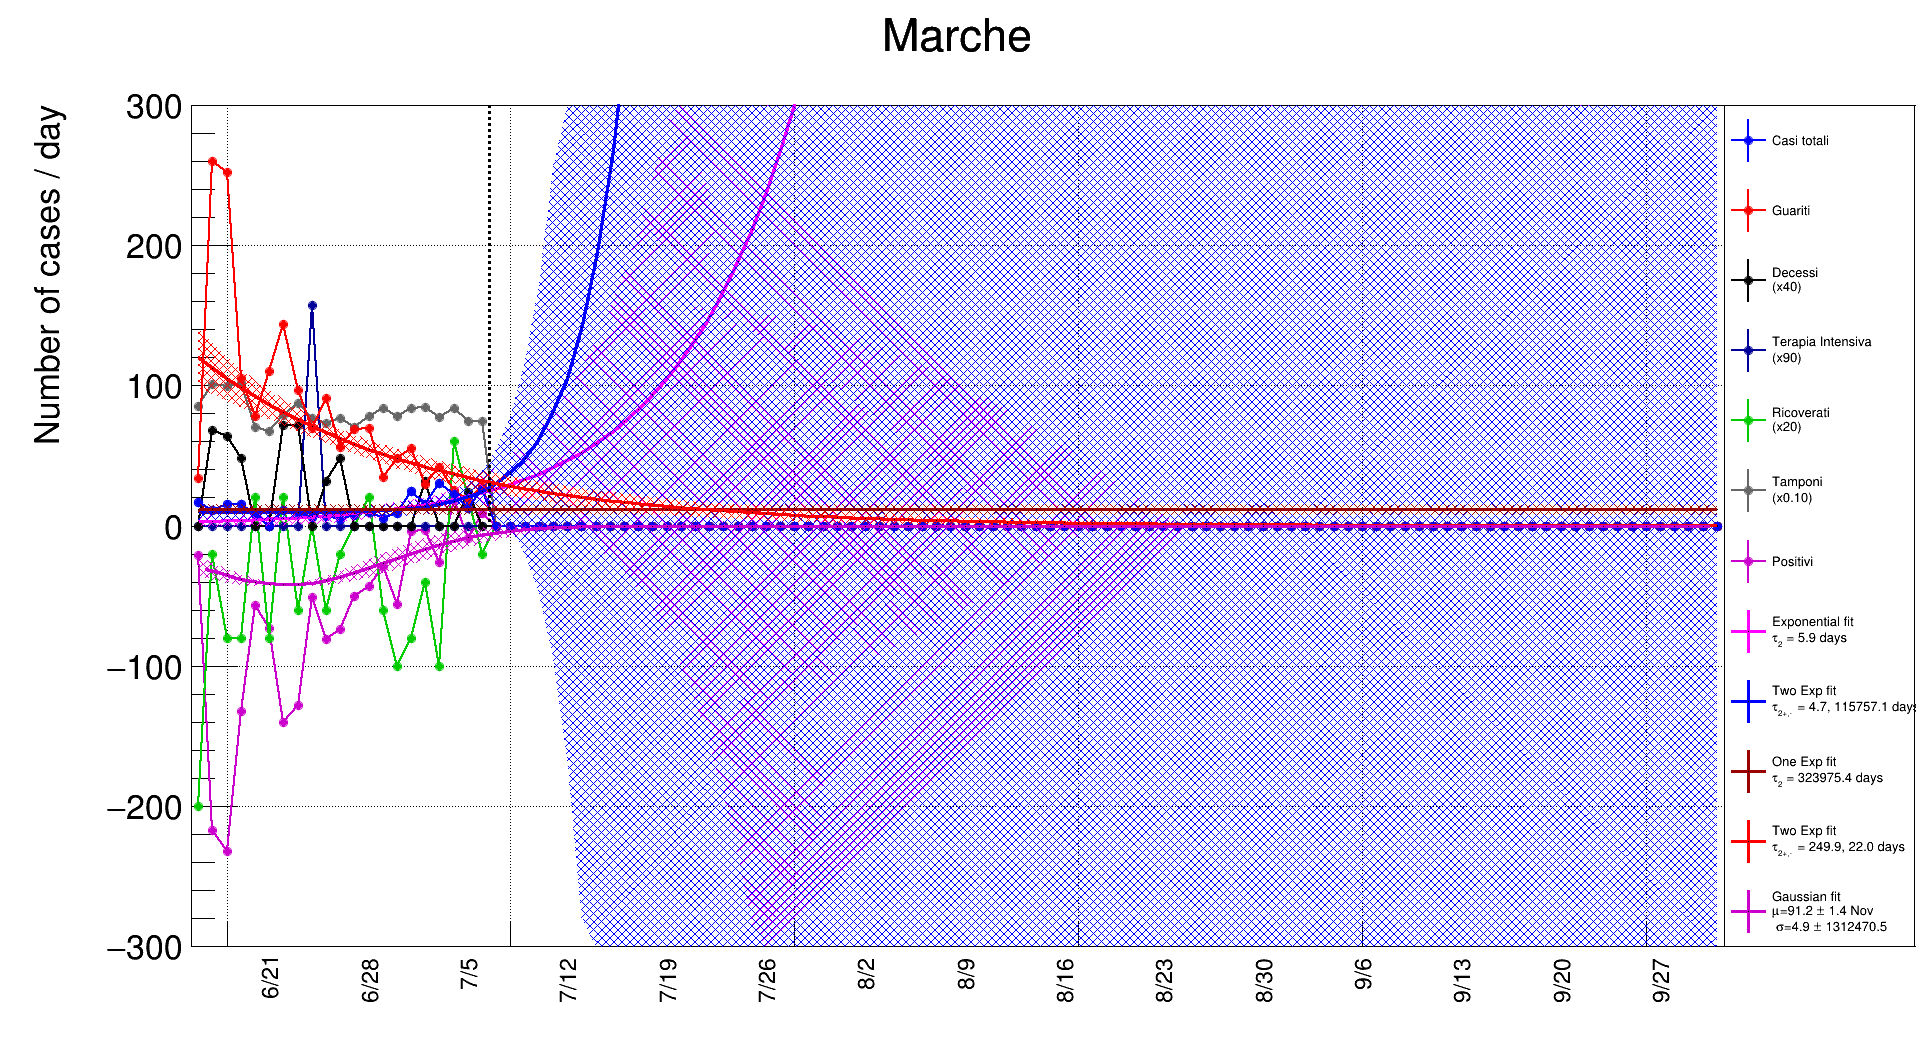 Marche
Number of cases / day
300
200
100
0
−100
−200
−300
6/21
6/28
7/5
7/12
7/19
7/26
8/2
8/9
8/16
8/23
8/30
9/6
9/13
9/20
9/27
Casi totali
Guariti
Decessi
(x40)
Terapia Intensiva
(x90)
Ricoverati
(x20)
Tamponi
(x0.10)
Positivi
Exponential fit
τ2 = 5.9 days
Two Exp fit
τ2+,- = 4.7, 115757.1 days
One Exp fit
τ2 = 323975.4 days
Two Exp fit
τ2+,- = 249.9, 22.0 days
Gaussian fit
μ=91.2 ± 1.4 Nov
σ=4.9 ± 1312470.5